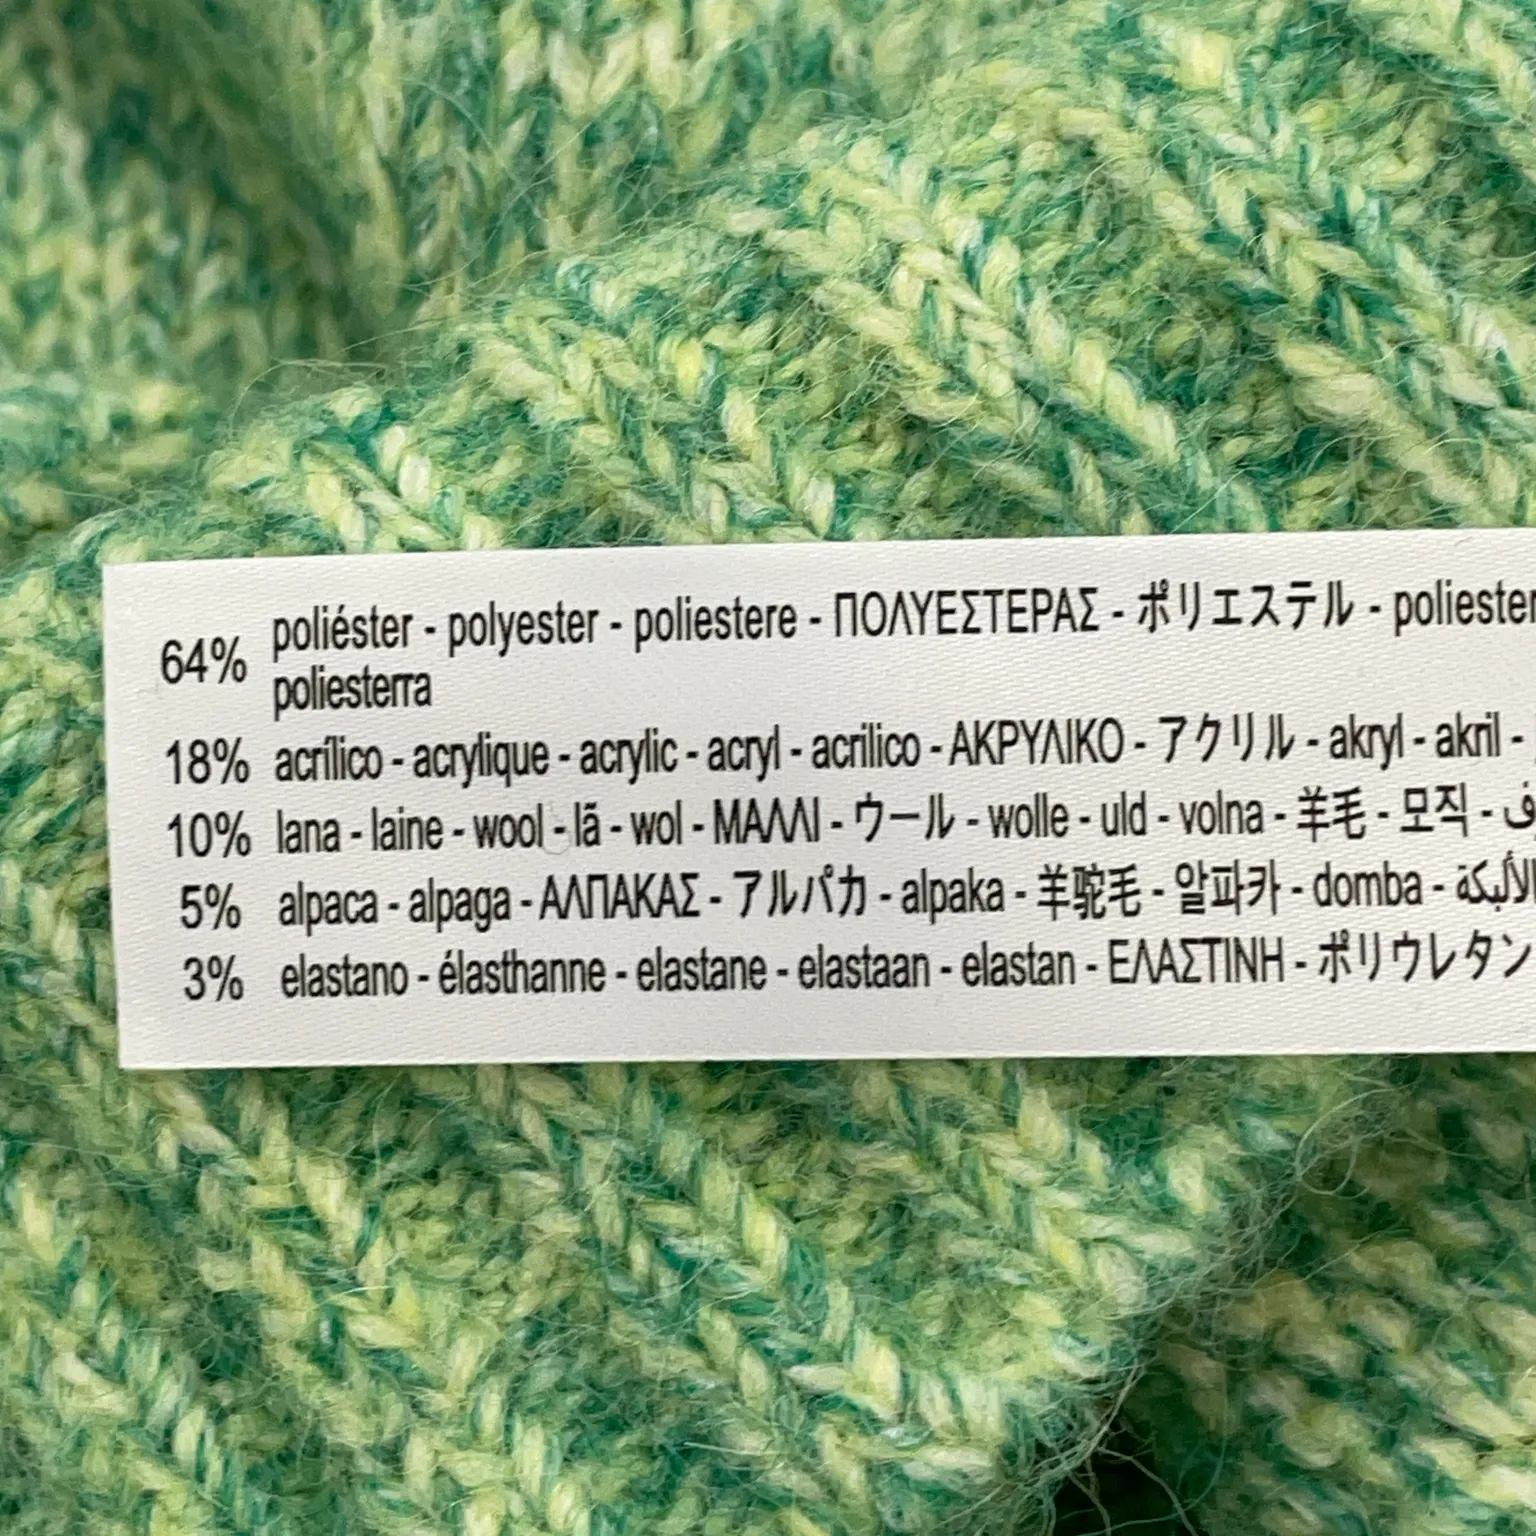 64% poliéster - polyester - poliestere - ΠΟΛΥΕΣΤΕΡΑΣ - ポリエステル - poliester
poliesterra
18% acrílico - acrylique - acrylic - acryl - acrilico - ΑΚΡΥΛΙΚΟ - アクリル - akryl - akril -
10% lana - laine - wool - lã - wol - ΜΑΛΛΙ - ウール - wolle - uld - volna - 羊毛 - 모직 -
5% alpaca - alpaga - ΑΛΠΑΚΑΣ - アルパカ - alpaka - 羊驼毛 - 알파카 - domba - الألبكة
3% elastano - élasthanne - elastane - elastaan - elastan - ΕΛΑΣΤΙΝΗ - ポリウレタン